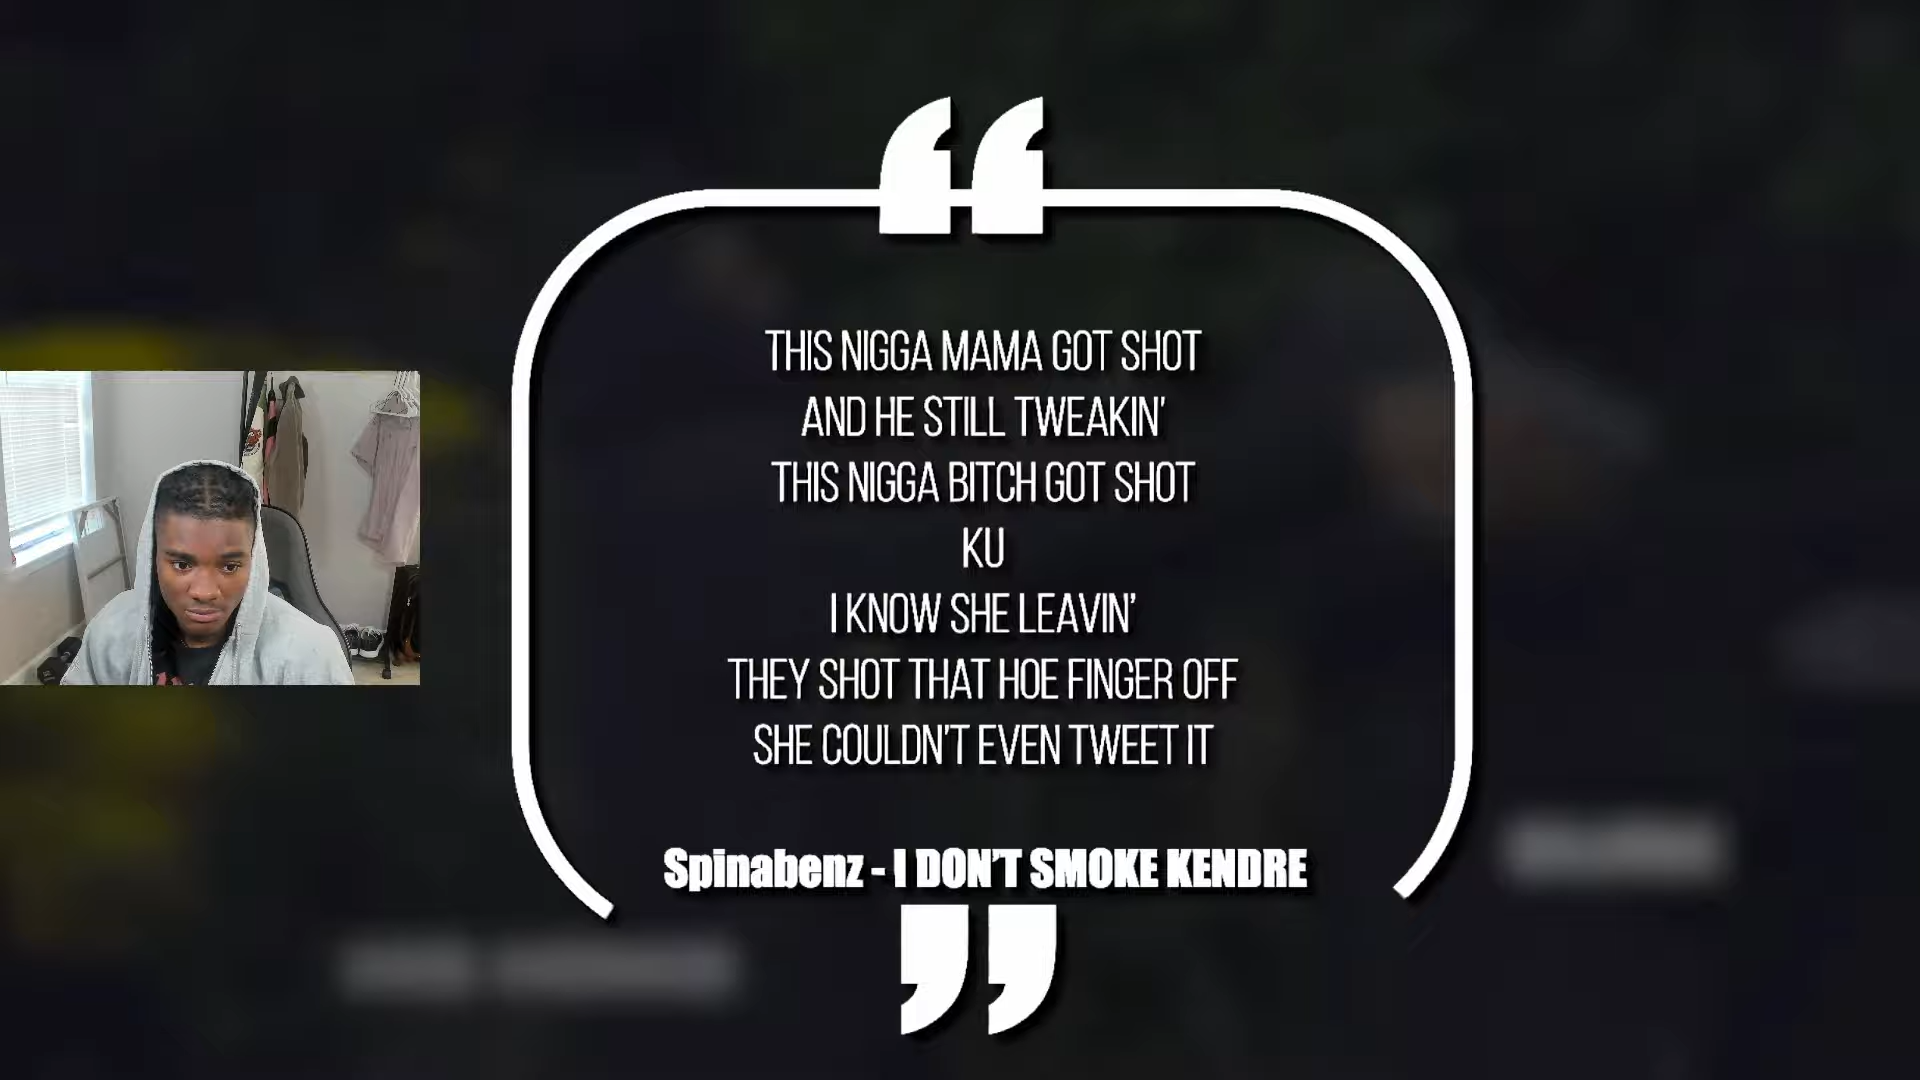 THIS NIGGA MAMA GOT SHOT
AND HE STILL TWEAKIN'
THIS NIGGA BITCH GOT SHOT
KU
I KNOW SHE LEAVIN'
THEY SHOT THAT HOE FINGER OFF
SHE COULDN'T EVEN TWEET IT
Spinabenz - I DON'T SMOKE KENDRE